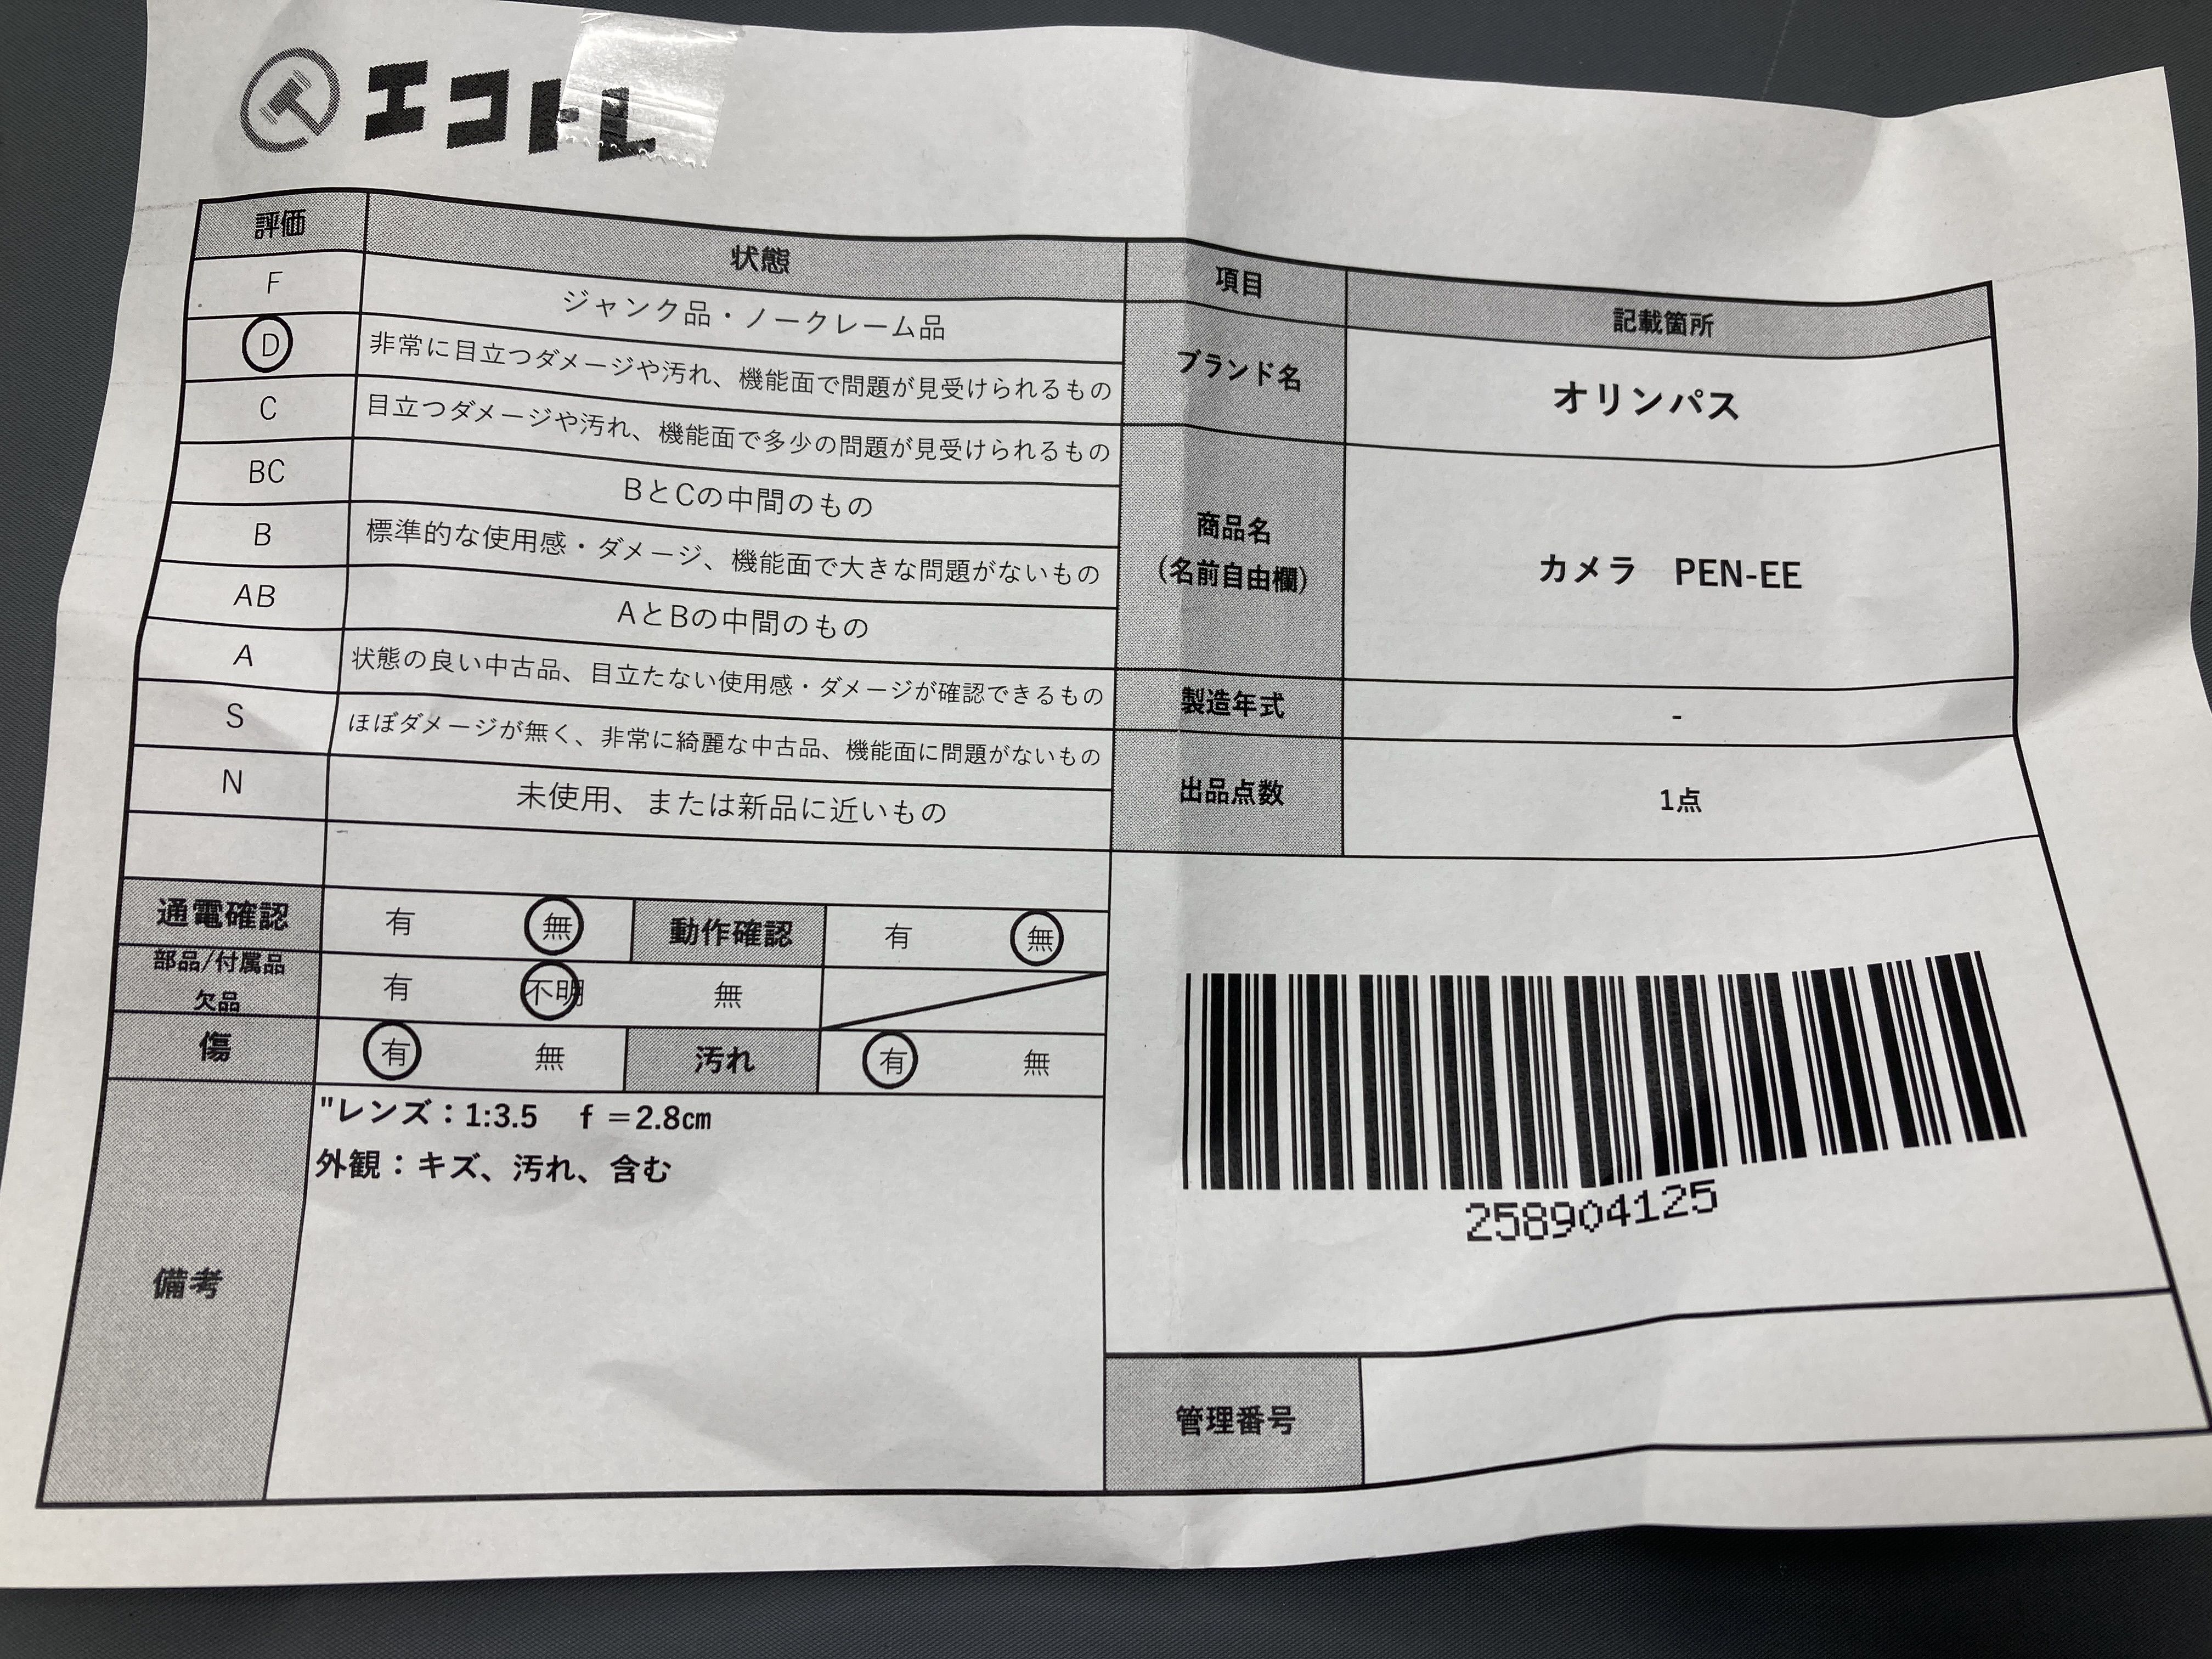 エコトレ
評価 状態
F ジャンク品・ノークレーム品
D 非常に目立つダメージや汚れ、機能面で問題が見受けられるもの
C 目立つダメージや汚れ、機能面で多少の問題が見受けられるもの
BC BとCの中間のもの
B 標準的な使用感・ダメージ、機能面で大きな問題がないもの
AB AとBの中間のもの
A 状態の良い中古品、目立たない使用感・ダメージが確認できるもの
S ほぼダメージが無く、非常に綺麗な中古品、機能面に問題がないもの
N 未使用、または新品に近いもの
通電確認 有 無 動作確認 有 無
部品/付属品
欠品 有 不明 無
傷 有 無 汚れ 有 無
備考
"レンズ：1:3.5 f＝2.8㎝
外観：キズ、汚れ、含む
項目 記載箇所
ブランド名 オリンパス
商品名
（名前自由欄） カメラ PEN-EE
製造年式 -
出品点数 1点
258904125
管理番号